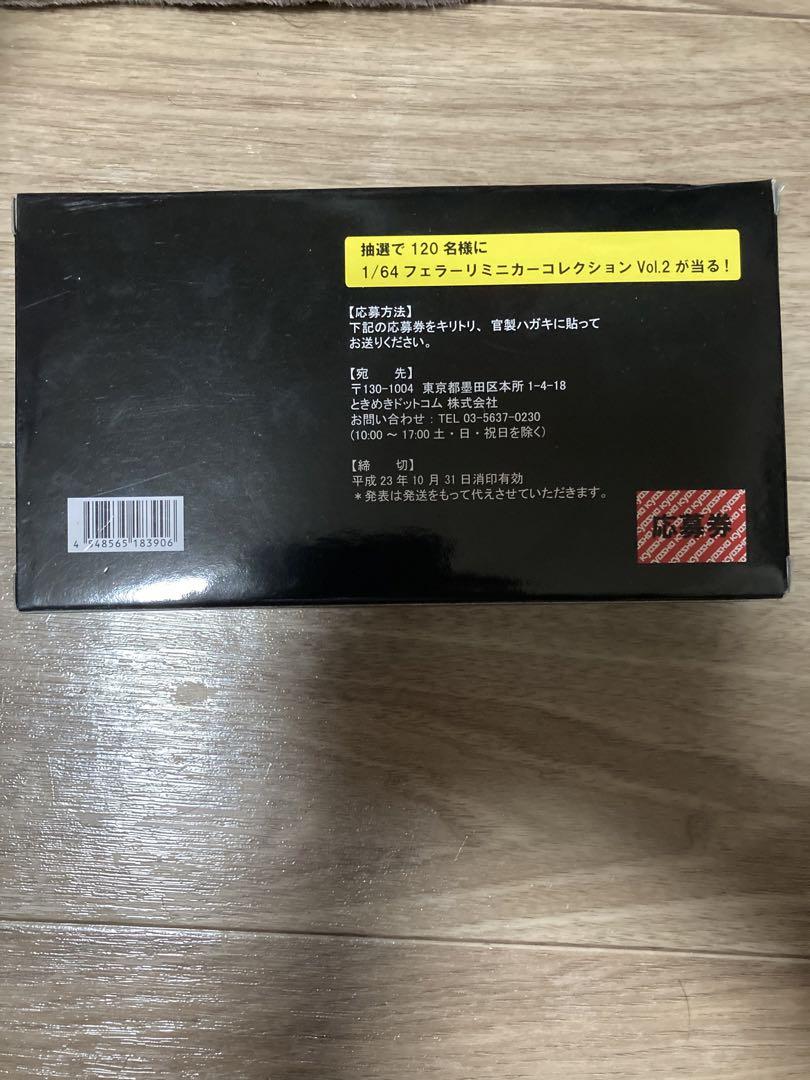 抽選で 120 名様に
1/64 フェラーリミニカーコレクション Vol.2 が当る！
【応募方法】
下記の応募券をキリトリ、官製ハガキに貼って
お送りください。
【宛　先】
〒130-1004 東京都墨田区本所 1-4-18
ときめきドットコム 株式会社
お問い合わせ：TEL 03-5637-0230
(10:00 ～ 17:00 土・日・祝日を除く)
【締　切】
平成 23 年 10 月 31 日消印有効
＊発表は発送をもって代えさせていただきます。
応募券
4 548565 183906